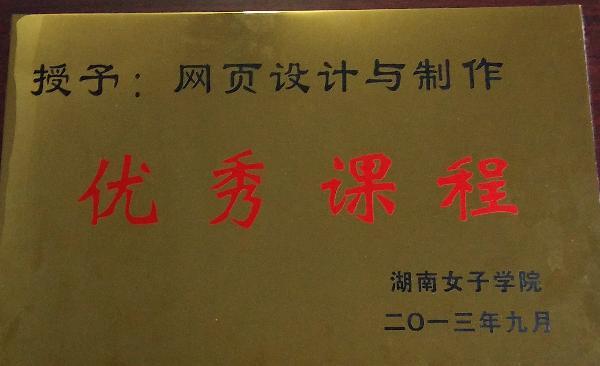 授予：网页设计与制作
优秀课程
湖南女子学院
二〇一三年九月